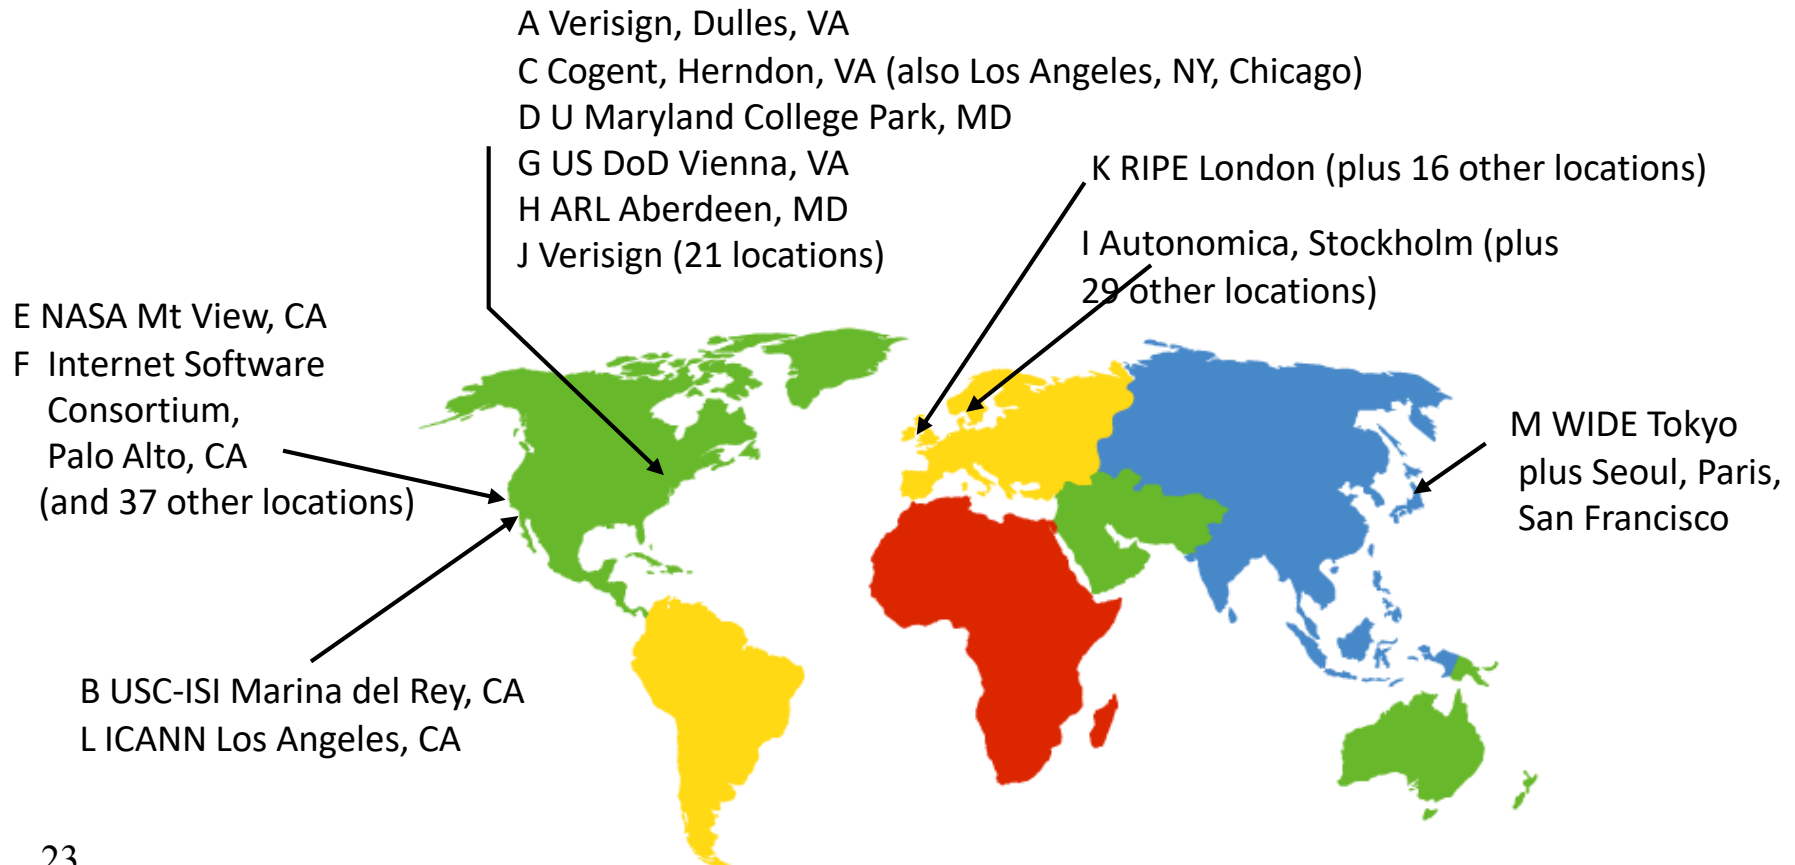 A Verisign, Dulles, VA
C Cogent, Herndon, VA (also Los Angeles, NY, Chicago)
D U Maryland College Park, MD
G US DoD Vienna, VA
H ARL Aberdeen, MD
J Verisign (21 locations)
K RIPE London (plus 16 other locations)
I Autonomica, Stockholm (plus
29 other locations)
E NASA Mt View, CA
F Internet Software
Consortium,
Palo Alto, CA
(and 37 other locations)
M WIDE Tokyo
plus Seoul, Paris,
San Francisco
B USC-ISI Marina del Rey, CA
L ICANN Los Angeles, CA
23